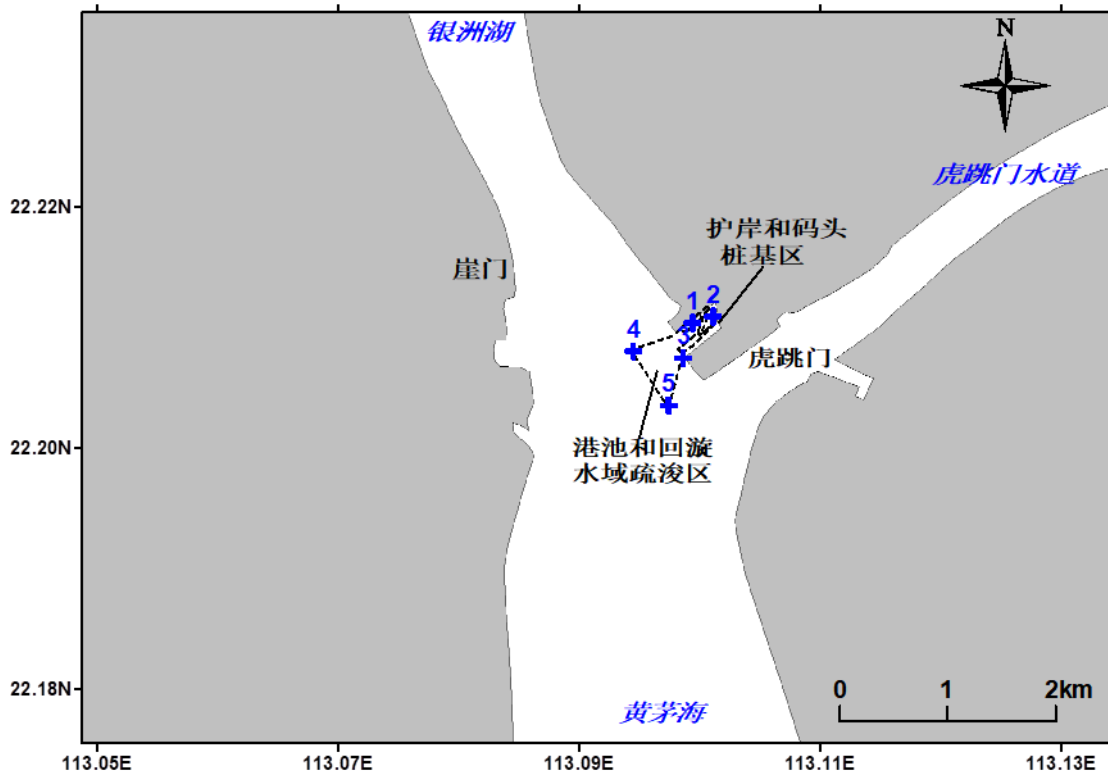 银洲湖
N
虎跳门水道
22.22N
护岸和码头
桩基区
崖门
1
2
4
3
虎跳门
5
22.20N
港池和回漩
水域疏浚区
22.18N
0 1 2km
黄茅海
113.05E 113.07E 113.09E 113.11E 113.13E